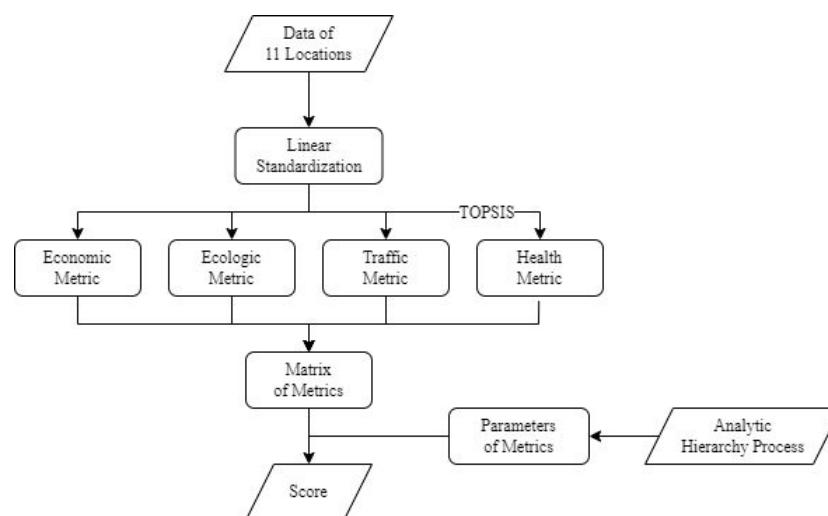 Data of
11 Locations
Linear
Standardization
TOPSIS
Economic
Metric
Ecologic
Metric
Traffic
Metric
Health
Metric
Matrix
of Metrics
Parameters
of Metrics
Analytic
Hierarchy Process
Score